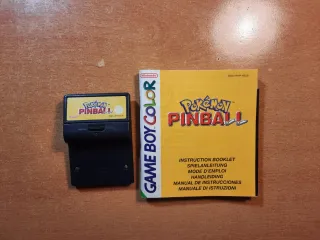 POKéMON
PINBALL
Nintendo
GAME BOY COLOR
POKéMON
PINBALL
INSTRUCTION BOOKLET
SPIELANLEITUNG
MODE D'EMPLOI
HANDLEIDING
MANUAL DE INSTRUCCIONES
MANUALE DI ISTRUZIONI